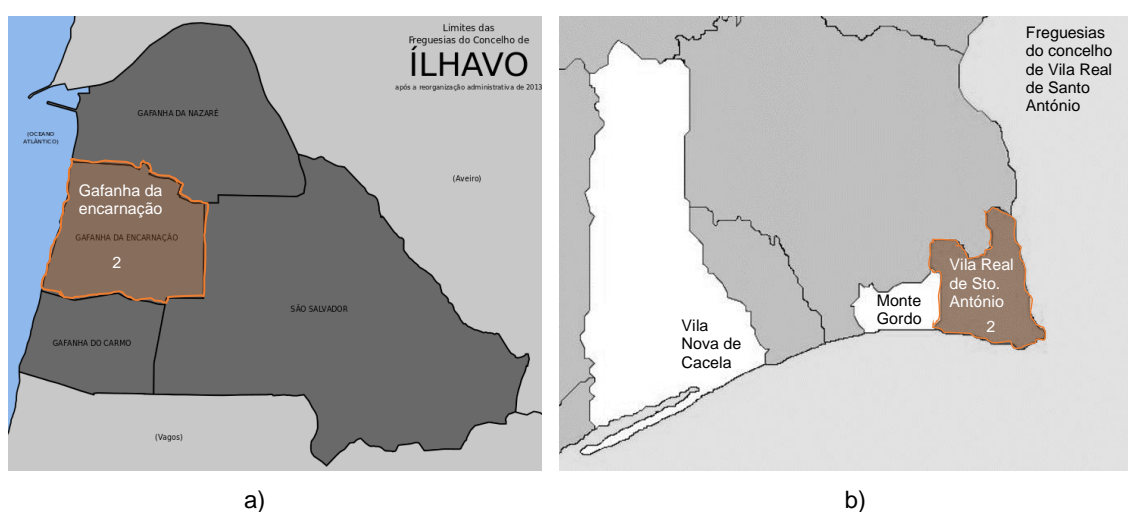 Limites das
Freguesias do Concelho de
ÍLHAVO
após a reorganização administrativa de 2013
GAFANHA DA NAZARÉ
(OCEANO
ATLÂNTICO)
(Aveiro)
Gafanha da
encarnação
GAFANHA DA ENCARNAÇÃO
2
SÃO SALVADOR
GAFANHA DO CARMO
(Vagos)
a)
Freguesias
do concelho
de Vila Real
de Santo
António
Vila Real
de Sto.
António
2
Monte
Gordo
Vila
Nova de
Cacela
b)